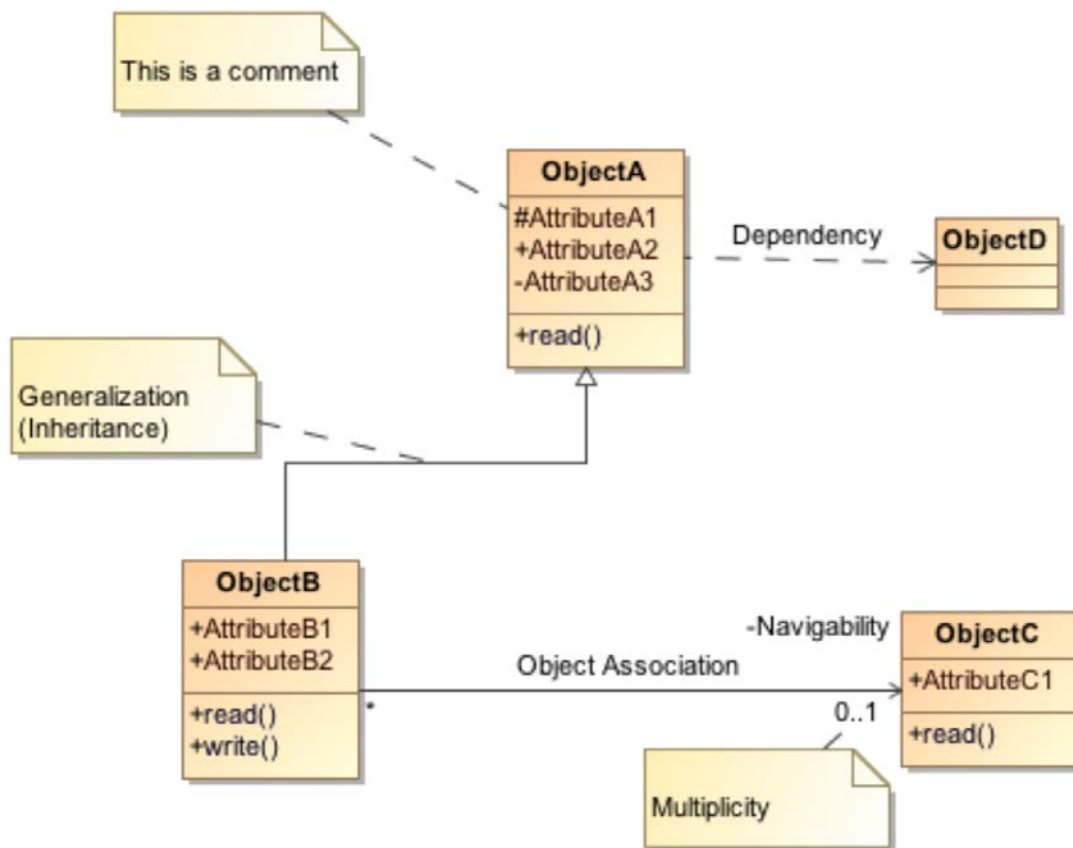 This is a comment
ObjectA
#AttributeA1
+AttributeA2
-AttributeA3
+read()
Dependency
ObjectD
Generalization
(Inheritance)
ObjectB
+AttributeB1
+AttributeB2
+read()
+write()
*
Object Association
-Navigability
0..1
ObjectC
+AttributeC1
+read()
Multiplicity